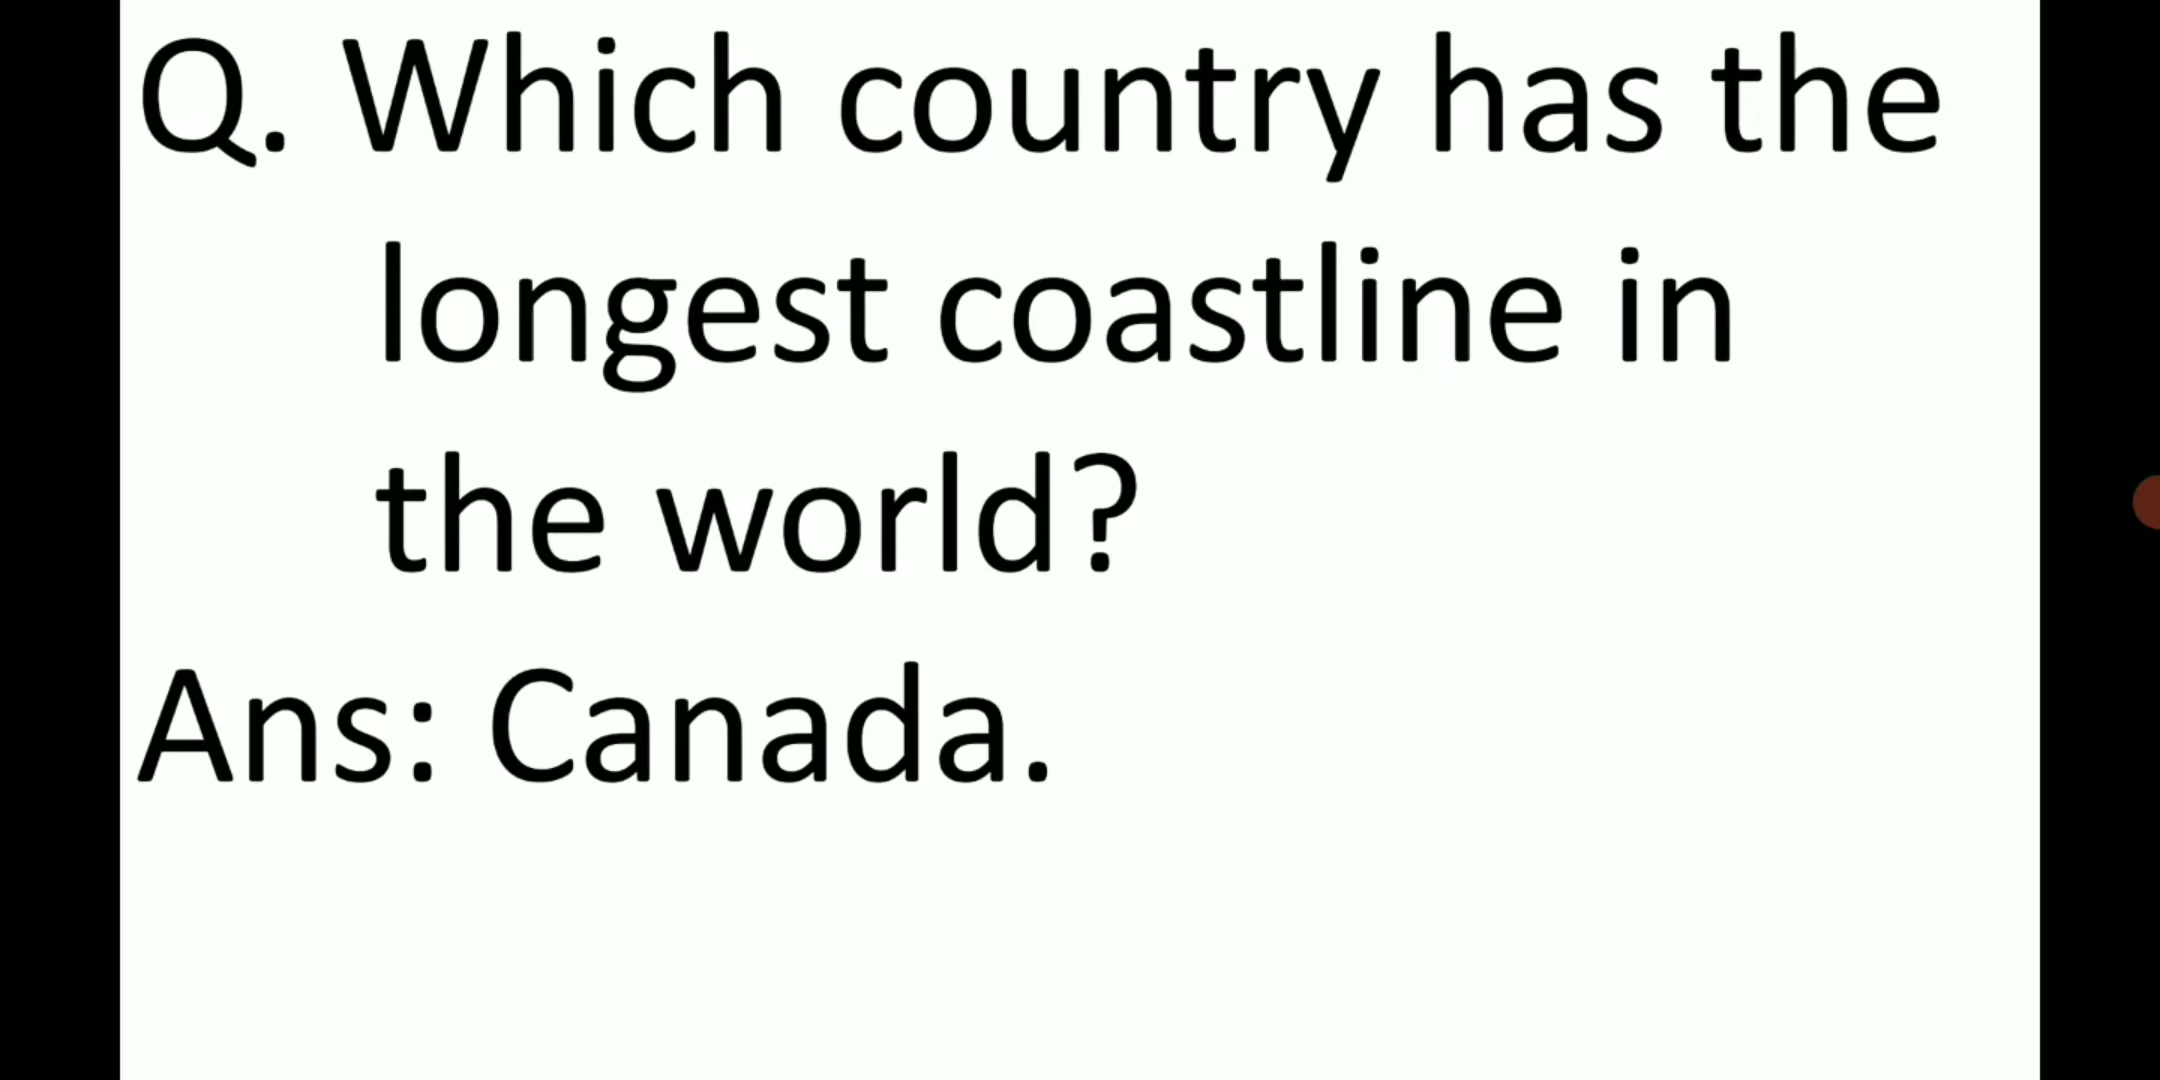 Q. Which country has the
longest coastline in
the world?
Ans: Canada.